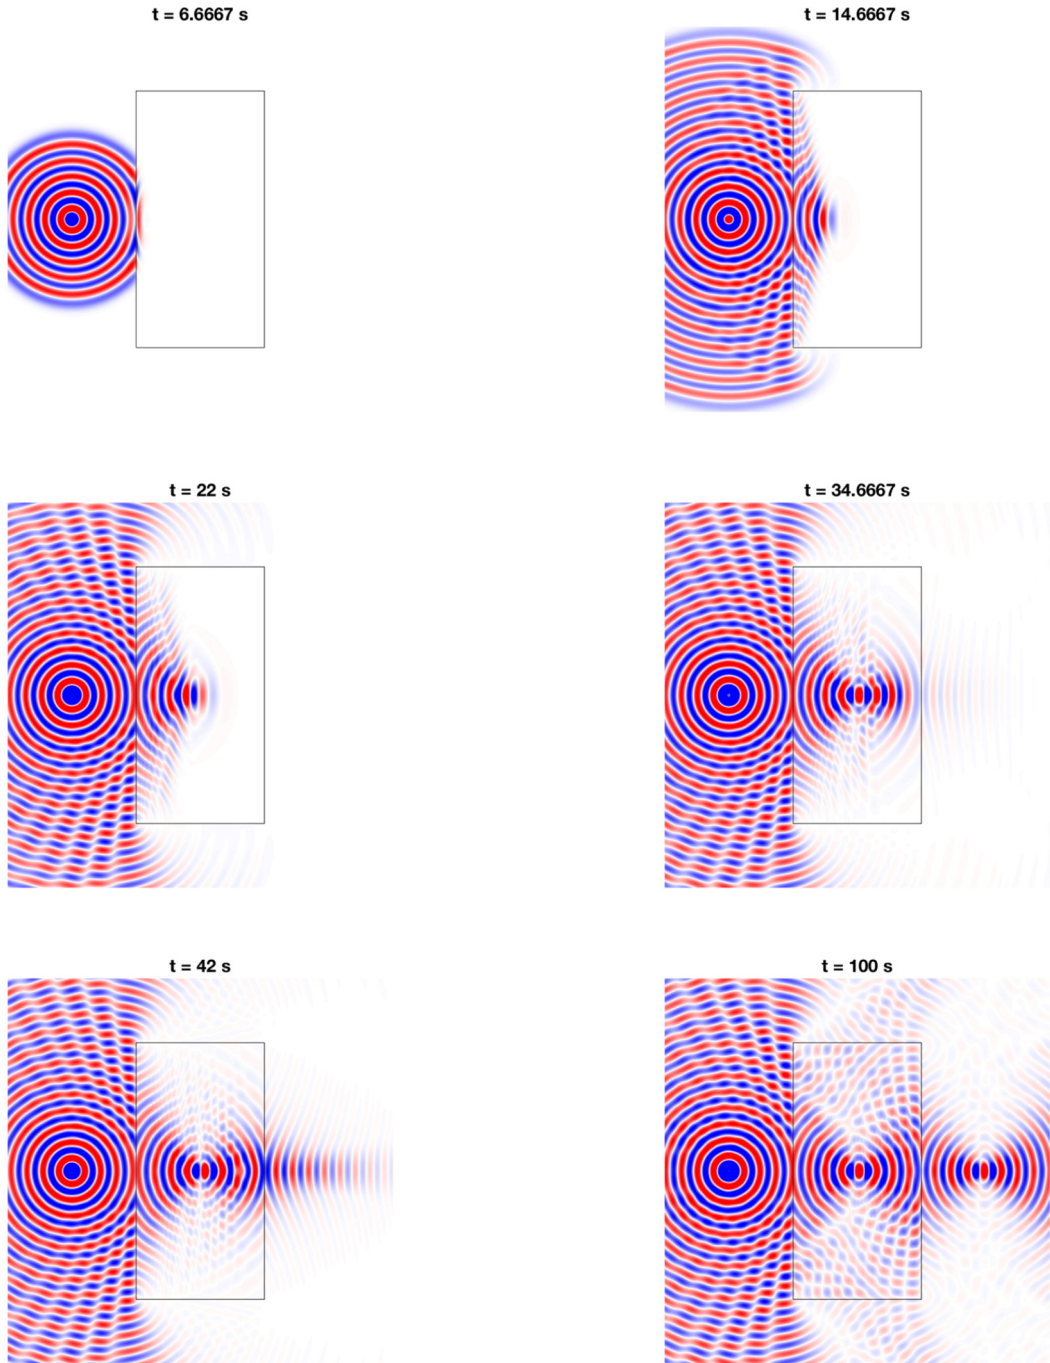 t = 6.6667 s
t = 14.6667 s
t = 22 s
t = 34.6667 s
t = 42 s
t = 100 s